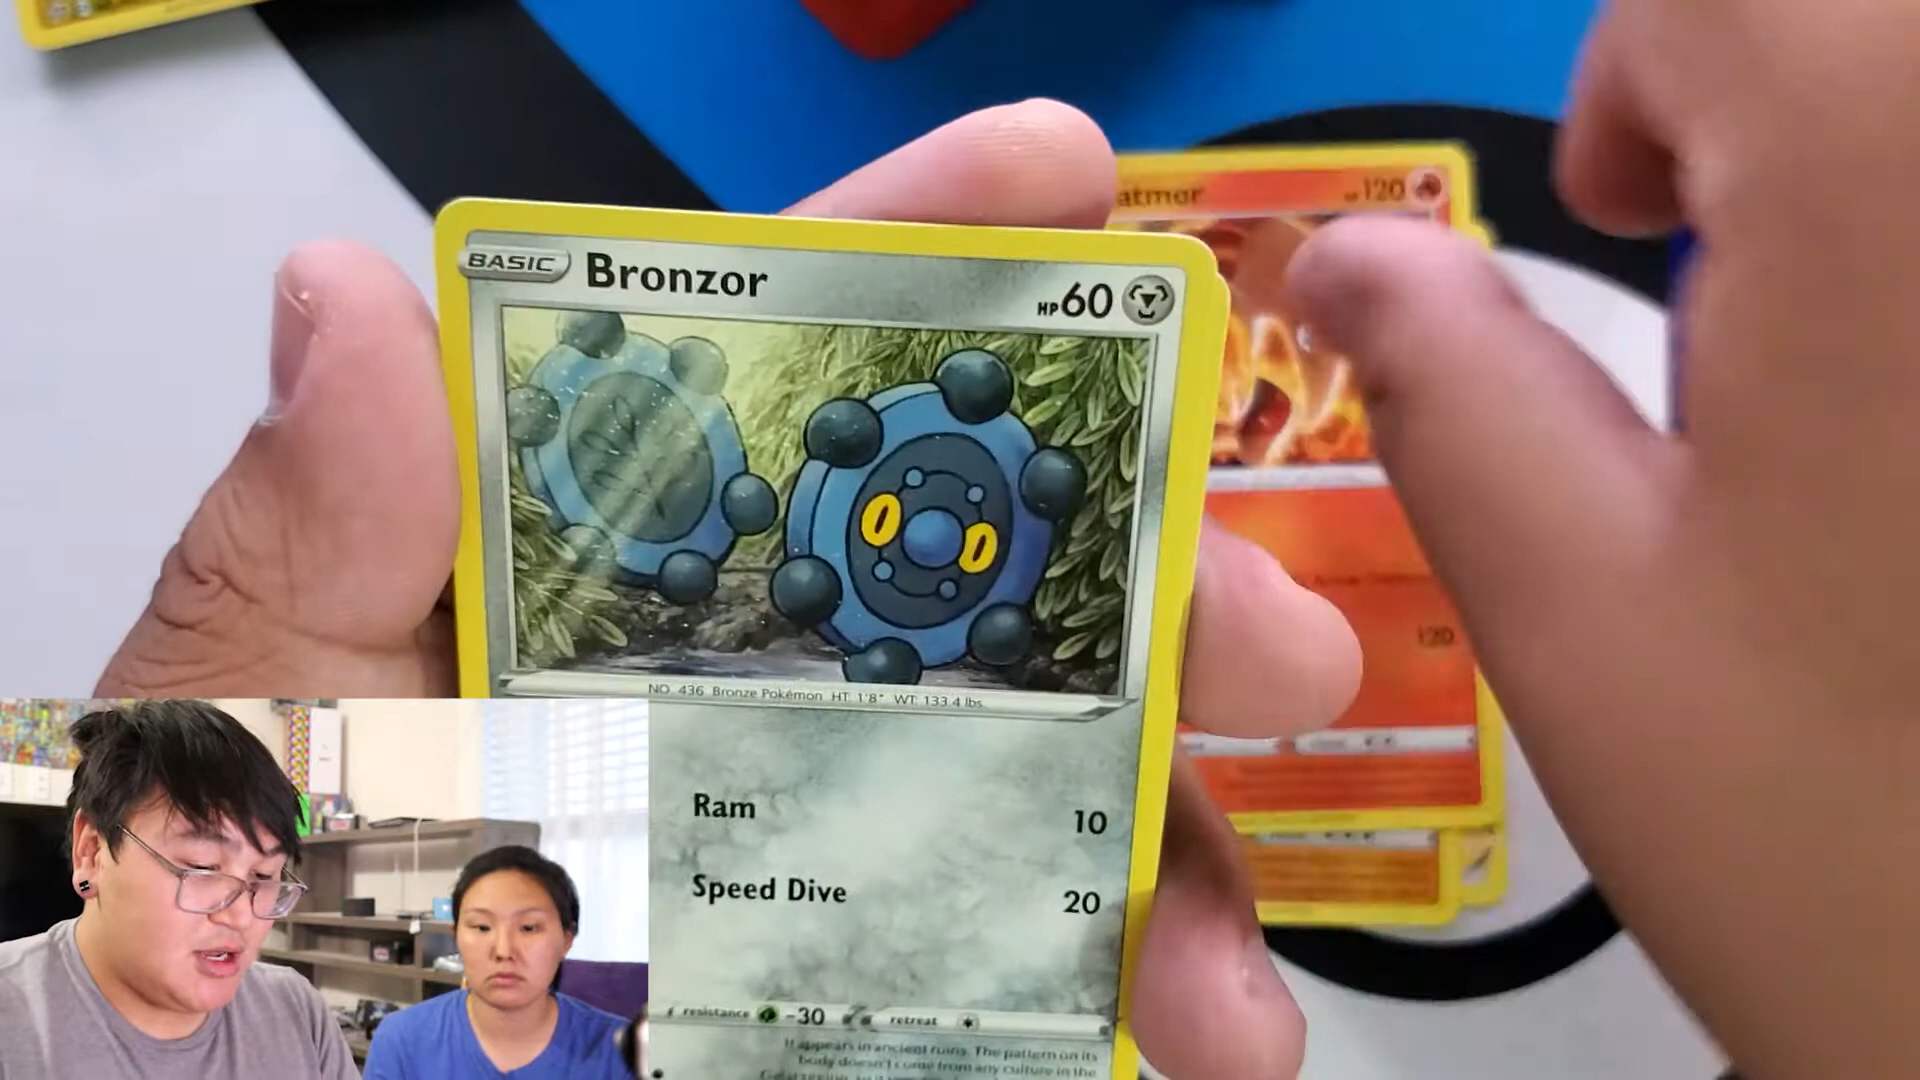 BASIC Bronzor HP60
NO. 436 Bronze Pokémon HT: 1'8" WT: 133.4 lbs.
Ram 10
Speed Dive 20
resistance -30 retreat
It appears in ancient ruins. The pattern on its
body doesn't come from any culture in the
atmor HP120
120